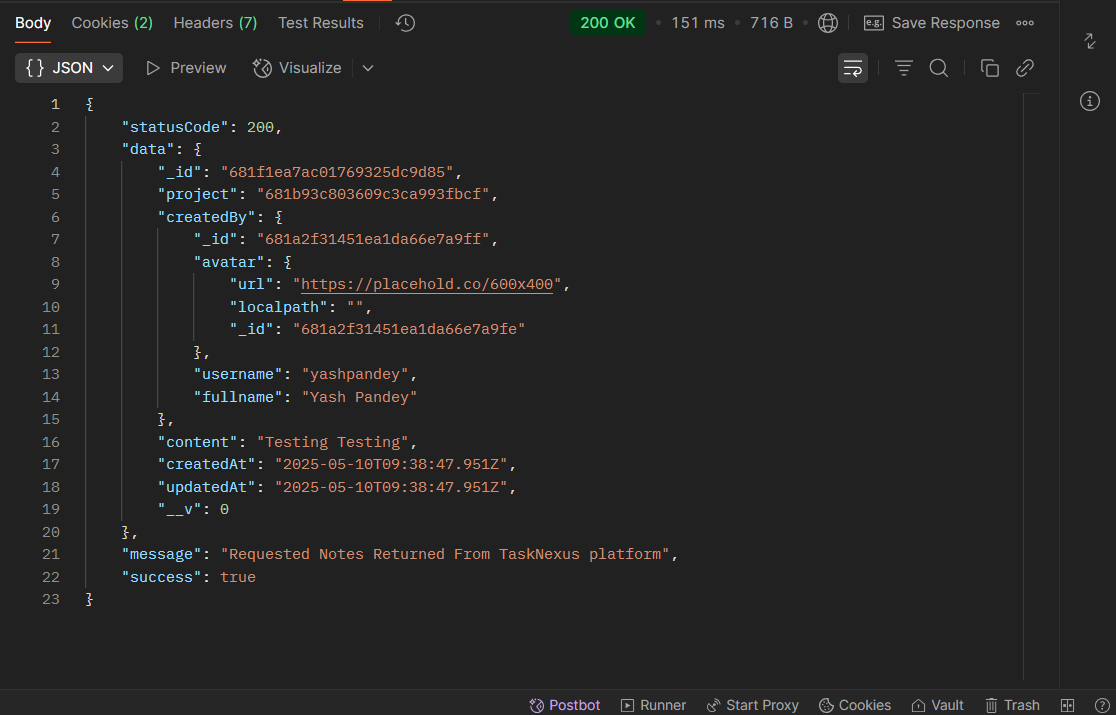 Body Cookies (2) Headers (7) Test Results 200 OK • 151 ms • 716 B • e.g. Save Response
{} JSON Preview Visualize
1 {
2 "statusCode": 200,
3 "data": {
4 "_id": "681f1ea7ac01769325dc9d85",
5 "project": "681b93c803609c3ca993fbcf",
6 "createdBy": {
7 "_id": "681a2f31451ea1da66e7a9ff",
8 "avatar": {
9 "url": "https://placehold.co/600x400",
10 "localpath": "",
11 "_id": "681a2f31451ea1da66e7a9fe"
12 },
13 "username": "yashpandey",
14 "fullname": "Yash Pandey"
15 },
16 "content": "Testing Testing",
17 "createdAt": "2025-05-10T09:38:47.951Z",
18 "updatedAt": "2025-05-10T09:38:47.951Z",
19 "__v": 0
20 },
21 "message": "Requested Notes Returned From TaskNexus platform",
22 "success": true
23 }
Postbot Runner Start Proxy Cookies Vault Trash